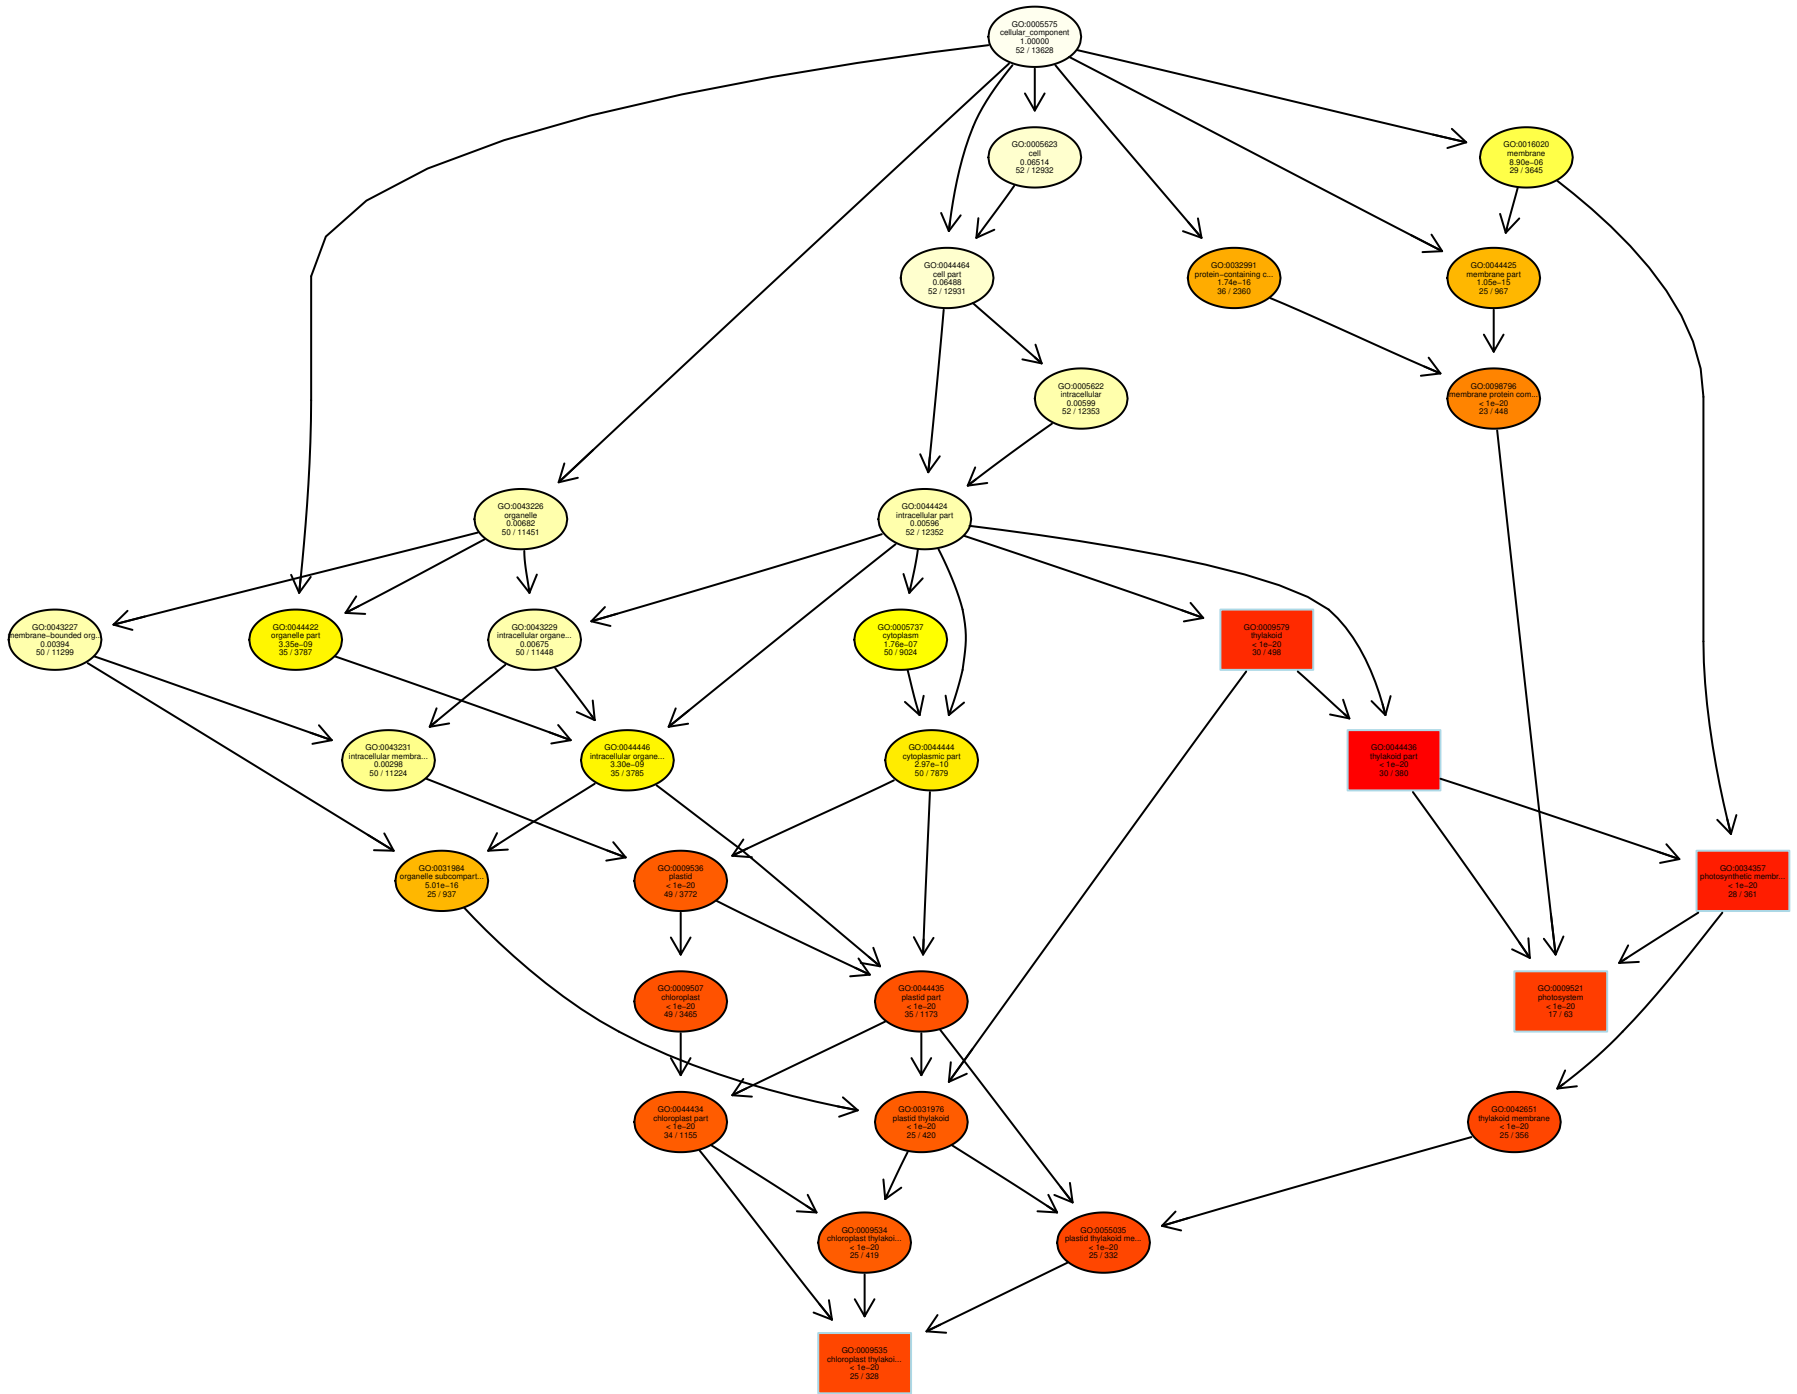 GO:0005575
cellular_component
1.00000
52 / 13628
GO:0005623
cell
0.06514
52 / 12932
GO:0016020
membrane
8.90e−06
29 / 3645
GO:0044464
cell part
0.06488
52 / 12931
GO:0032991
protein−containing c...
1.74e−16
36 / 2360
GO:0044425
membrane part
1.05e−15
25 / 967
GO:0005622
intracellular
0.00599
52 / 12353
GO:0098796
membrane protein com...
< 1e−20
23 / 448
GO:0043226
organelle
0.00682
50 / 11451
GO:0044424
intracellular part
0.00596
52 / 12352
GO:0043227
membrane−bounded org...
0.00394
50 / 11299
GO:0044422
organelle part
3.35e−09
35 / 3787
GO:0043229
intracellular organe...
0.00675
50 / 11448
GO:0005737
cytoplasm
1.76e−07
50 / 9024
GO:0009579
thylakoid
< 1e−20
30 / 498
GO:0043231
intracellular membra...
0.00298
50 / 11224
GO:0044446
intracellular organe...
3.30e−09
35 / 3785
GO:0044444
cytoplasmic part
2.97e−10
50 / 7879
GO:0044436
thylakoid part
< 1e−20
30 / 380
GO:0031984
organelle subcompart...
5.01e−16
25 / 937
GO:0009536
plastid
< 1e−20
49 / 3772
GO:0034357
photosynthetic membr...
< 1e−20
28 / 361
GO:0009507
chloroplast
< 1e−20
49 / 3465
GO:0044435
plastid part
< 1e−20
35 / 1173
GO:0009521
photosystem
< 1e−20
17 / 63
GO:0044434
chloroplast part
< 1e−20
34 / 1155
GO:0031976
plastid thylakoid
< 1e−20
25 / 420
GO:0042651
thylakoid membrane
< 1e−20
25 / 356
GO:0009534
chloroplast thylakoi...
< 1e−20
25 / 419
GO:0055035
plastid thylakoid me...
< 1e−20
25 / 332
GO:0009535
chloroplast thylakoi...
< 1e−20
25 / 328